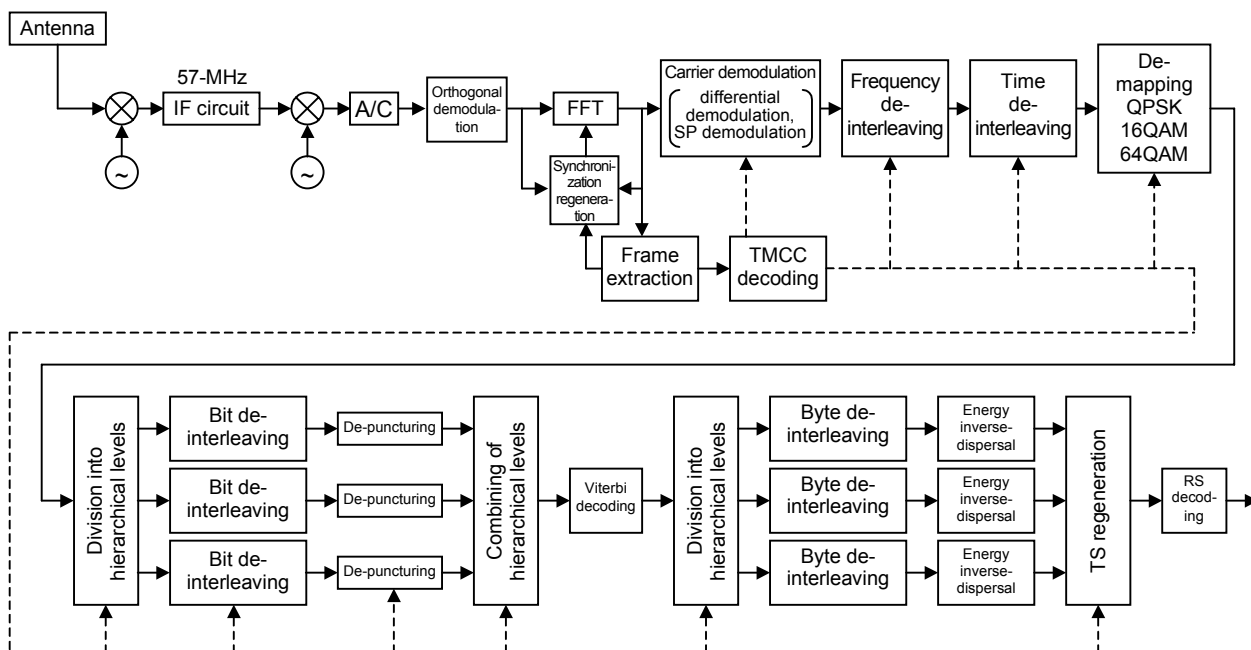 Antenna
57-MHz
IF circuit
~
~
A/C
Orthogonal
demodula-
tion
FFT
Synchroni-
zation
regenera-
tion
Carrier demodulation
differential
demodulation,
SP demodulation
Frequency
de-
interleaving
Time
de-
interleaving
De-
mapping
QPSK
16QAM
64QAM
Frame
extraction
TMCC
decoding
Division into
hierarchical levels
Bit de-
interleaving
De-puncturing
Bit de-
interleaving
De-puncturing
Bit de-
interleaving
De-puncturing
Combining of
hierarchical levels
Viterbi
decoding
Division into
hierarchical levels
Byte de-
interleaving
Energy
inverse-
dispersal
Byte de-
interleaving
Energy
inverse-
dispersal
Byte de-
interleaving
Energy
inverse-
dispersal
TS regeneration
RS
decod-
ing